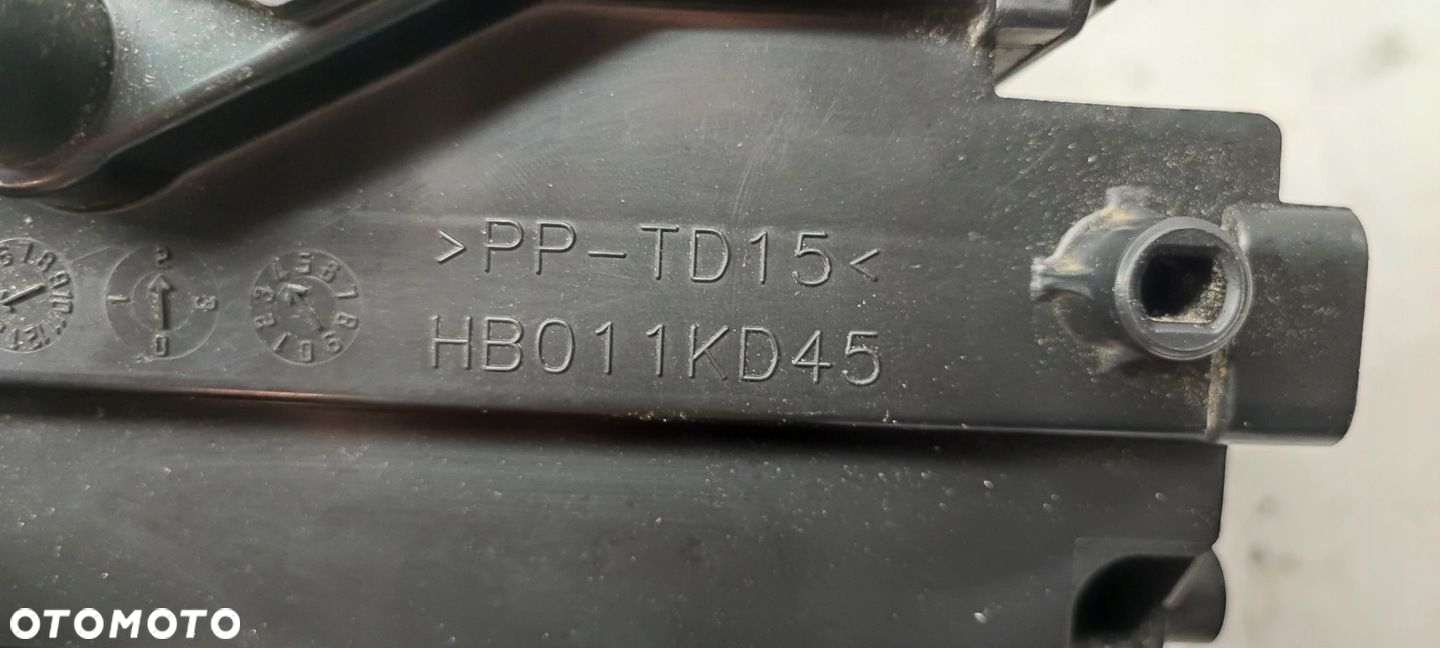 >PP-TD15<
HB011KD45
OTOMOTO